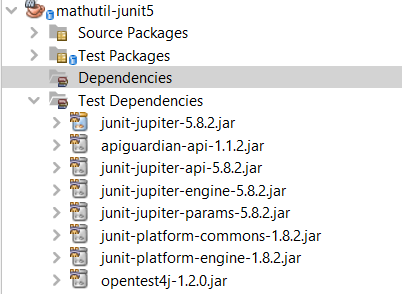 mathutil-junit5
Source Packages
Test Packages
Dependencies
Test Dependencies
junit-jupiter-5.8.2.jar
apiguardian-api-1.1.2.jar
junit-jupiter-api-5.8.2.jar
junit-jupiter-engine-5.8.2.jar
junit-jupiter-params-5.8.2.jar
junit-platform-commons-1.8.2.jar
junit-platform-engine-1.8.2.jar
opentest4j-1.2.0.jar